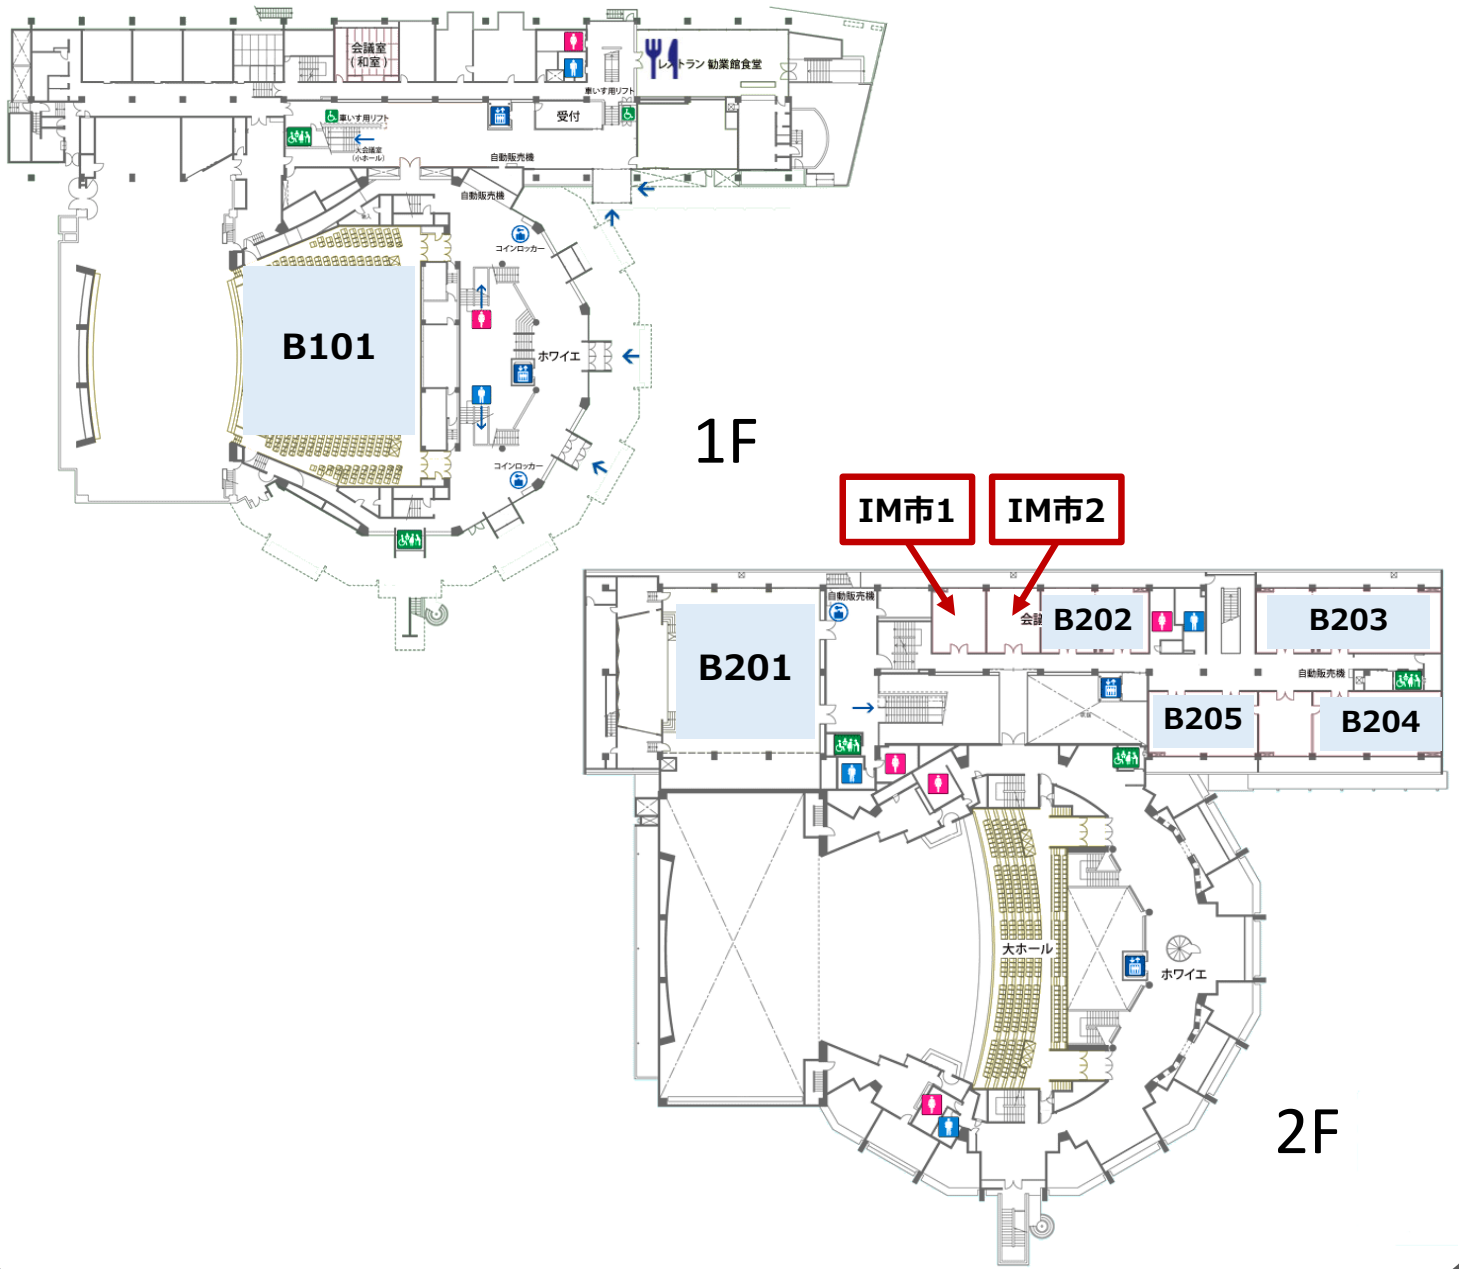 会議室
(和室)
レストラン 勧業館食堂
車いす用リフト
受付
車いす用リフト
大会議室
(小ホール)
自動販売機
自動販売機
コインロッカー
B101
ホワイエ
コインロッカー
1F
IM市1
IM市2
自動販売機
会議
B202
B203
B201
自動販売機
B205
B204
大ホール
ホワイエ
2F